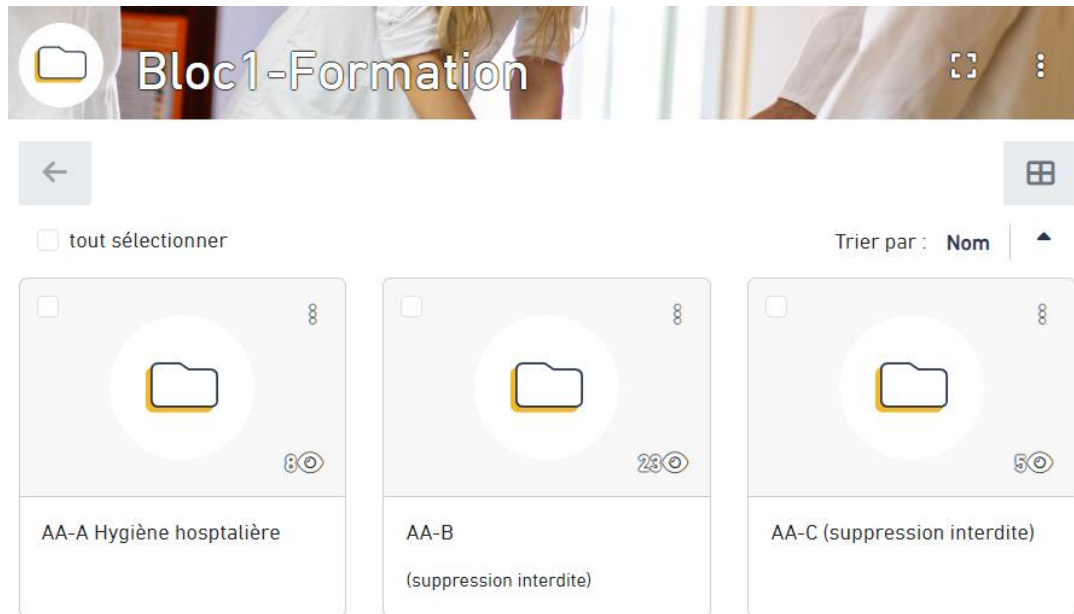 Bloc1-Formation
tout sélectionner
Trier par : Nom
8
23
5
AA-A Hygiène hosptalière
AA-B
(suppression interdite)
AA-C (suppression interdite)